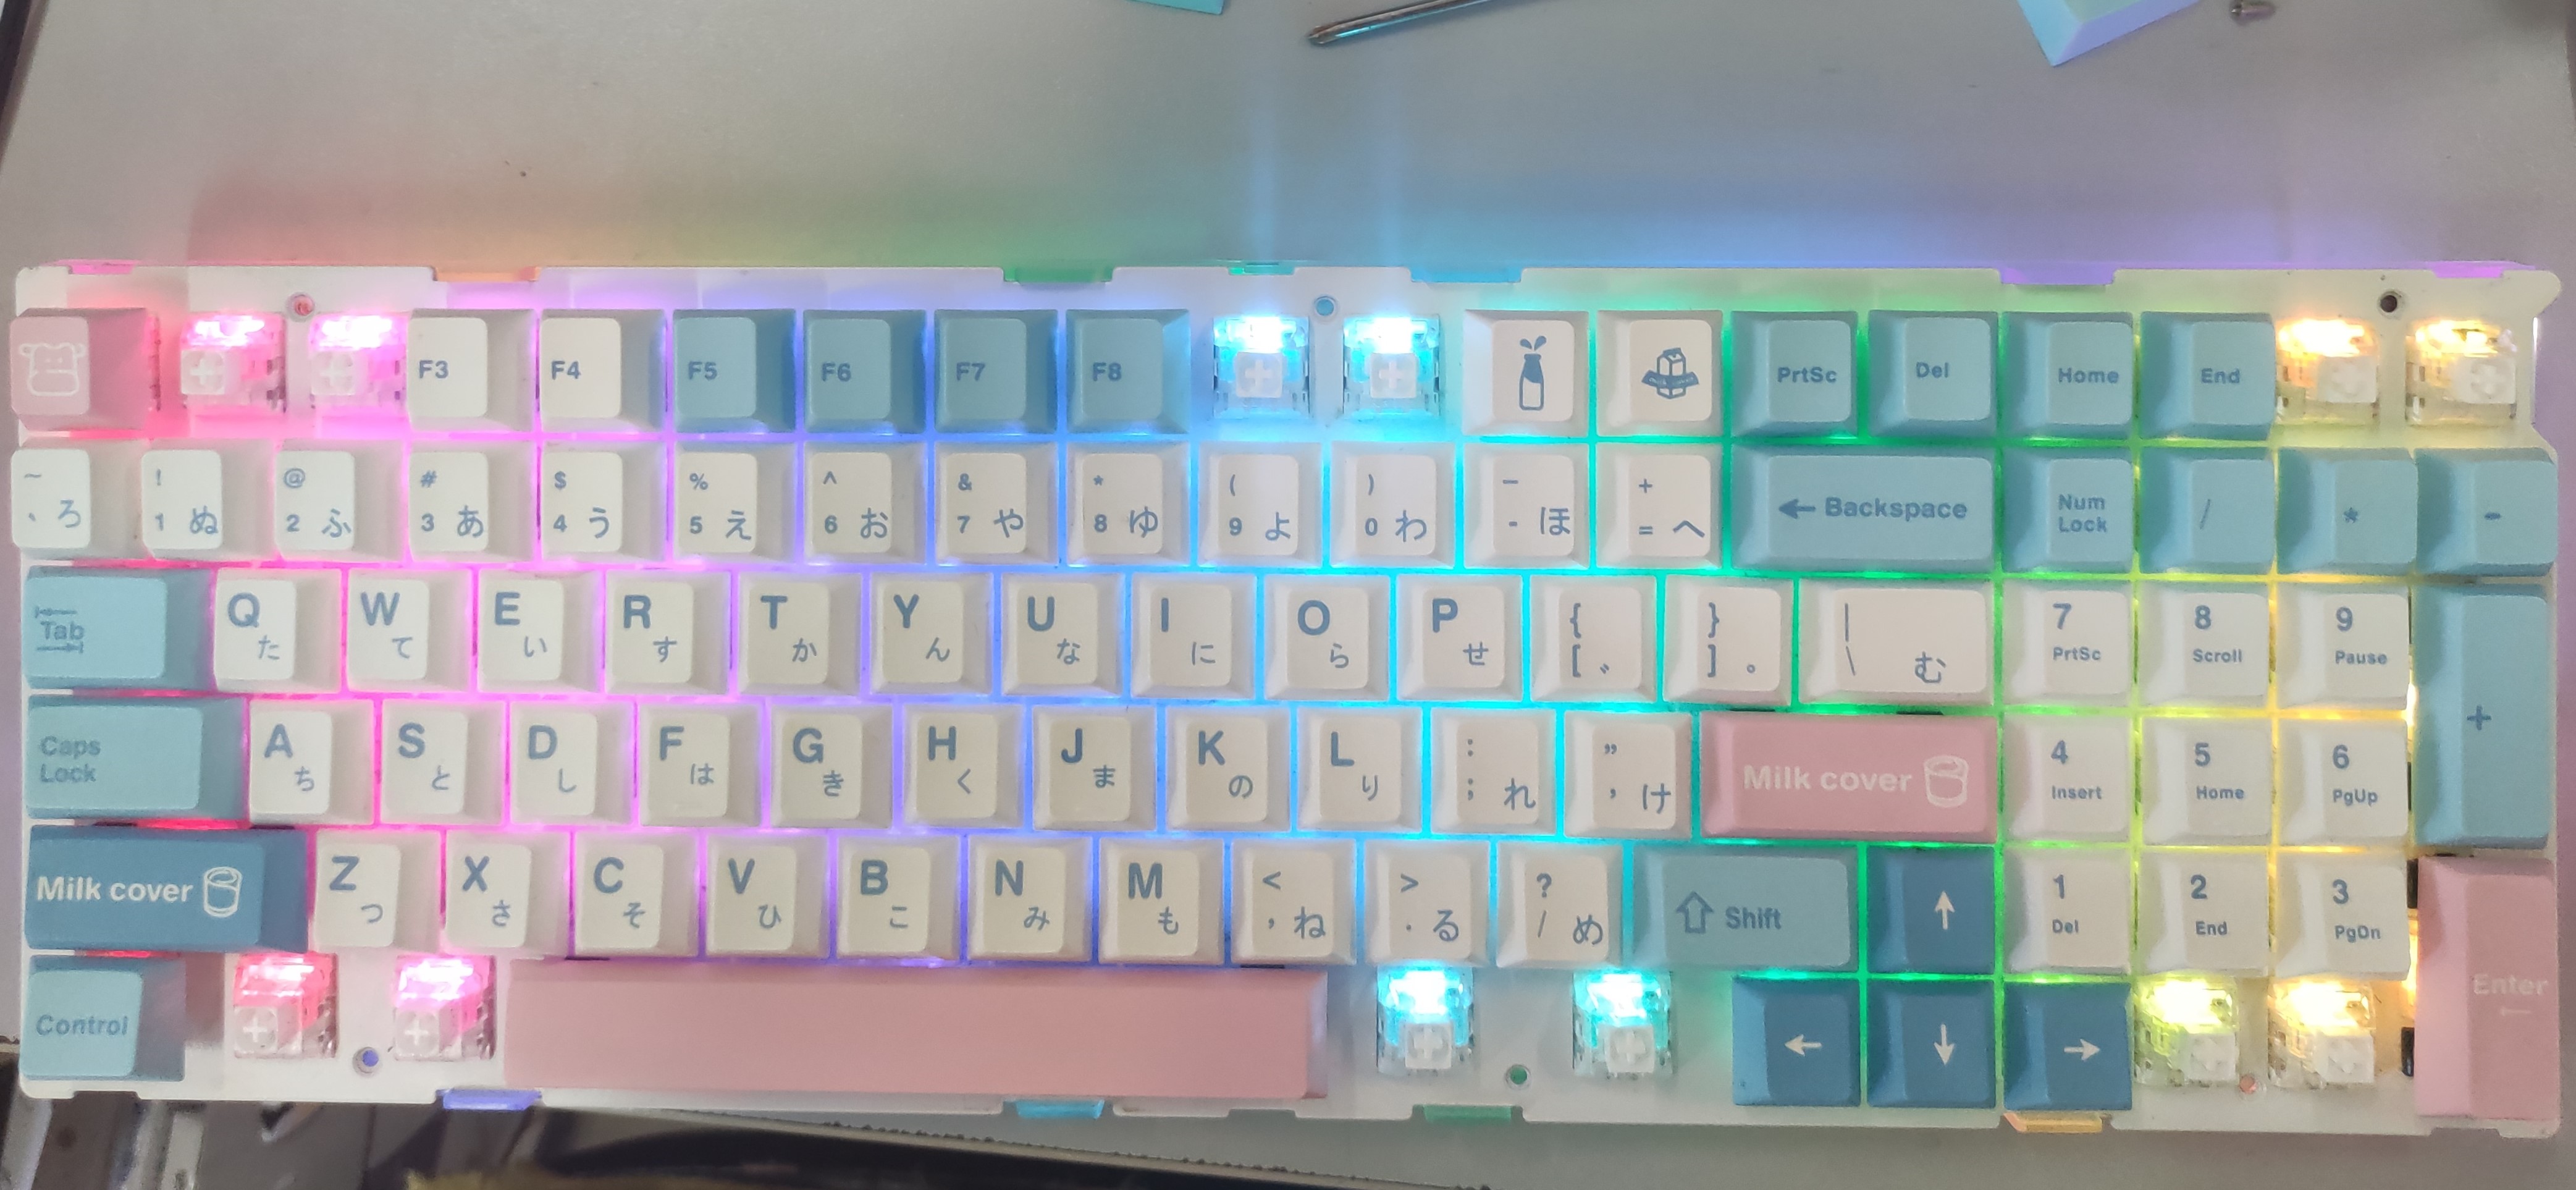 F3 F4 F5 F6 F7 F8 PrtSc Del Home End
~ ! @ # $ % ^ & * ( ) _ +
` ろ 1 ぬ 2 ふ 3 あ 4 う 5 え 6 お 7 や 8 ゆ 9 よ 0 わ - ほ = へ ← Backspace Num Lock / * -
Tab Q た W て E い R す T か Y ん U な I に O ら P せ { [ 、 } ] 。 | \ む 7 PrtSc 8 Scroll 9 Pause
Caps Lock A ち S と D し F は G き H く J ま K の L り : ; れ ” ’ け Milk cover 4 Insert 5 Home 6 PgUp +
Milk cover Z つ X さ C そ V ひ B こ N み M も < , ね > . る ? / め Shift ↑ 1 Del 2 End 3 PgDn
Control ← ↓ → Enter